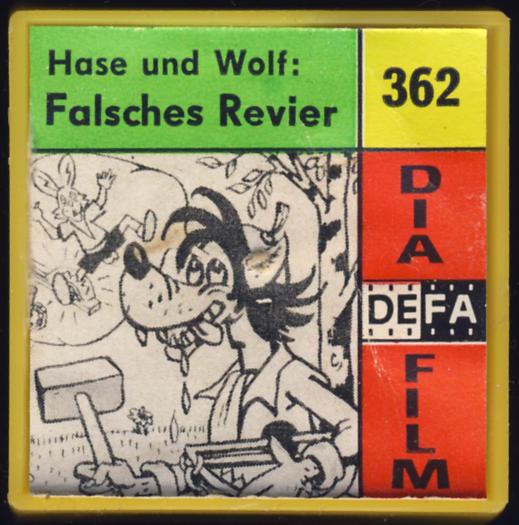 Hase und Wolf:
Falsches Revier
362
DIA
DEFA
FILM